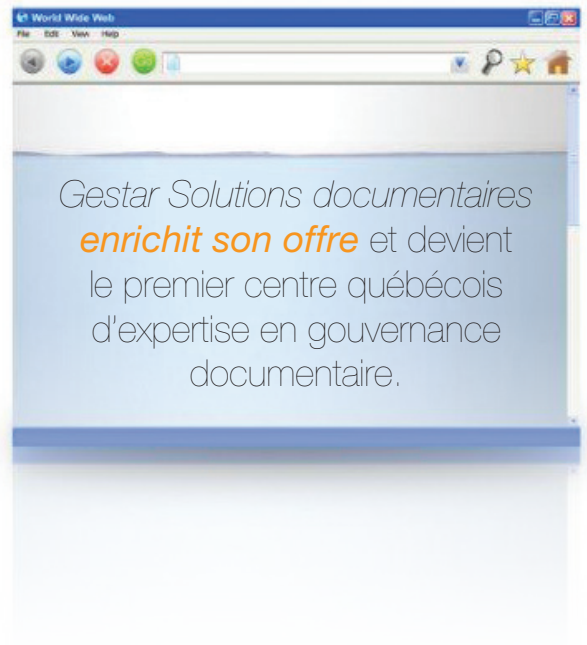 World Wide Web
File Edit View Help
Gestar Solutions documentaires
enrichit son offre et devient
le premier centre québécois
d'expertise en gouvernance
documentaire.